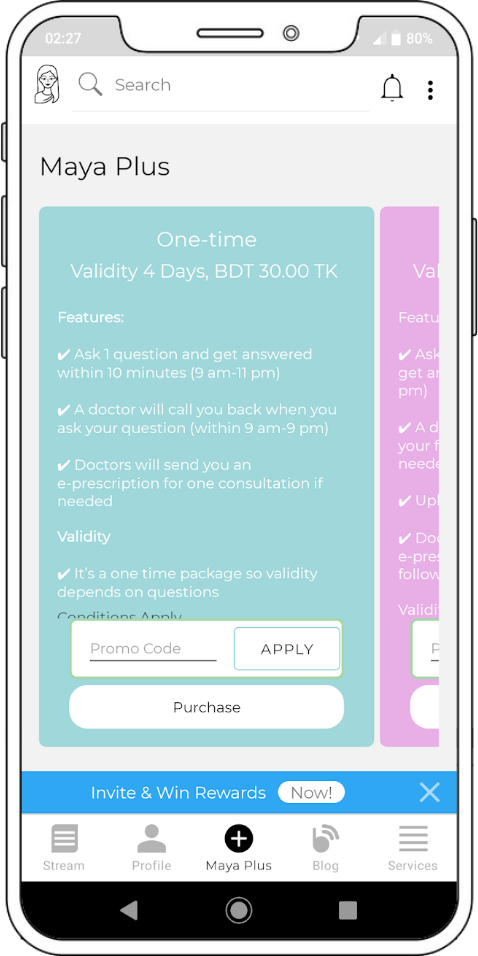 02:27
80%
Search
Maya Plus
One-time
Validity 4 Days, BDT 30.00 TK
Features:
✔ Ask 1 question and get answered
within 10 minutes (9 am-11 pm)
✔ A doctor will call you back when you
ask your question (within 9 am-9 pm)
✔ Doctors will send you an
e-prescription for one consultation if
needed
Validity
✔ It's a one time package so validity
depends on questions
Conditions Apply
Promo Code
APPLY
Purchase
Val
Featu
✔ Ask
get a
pm)
✔ A d
your f
neede
✔ Upl
✔ Do
e-pres
follow
Validi
P
Invite & Win Rewards Now!
Stream
Profile
Maya Plus
Blog
Services